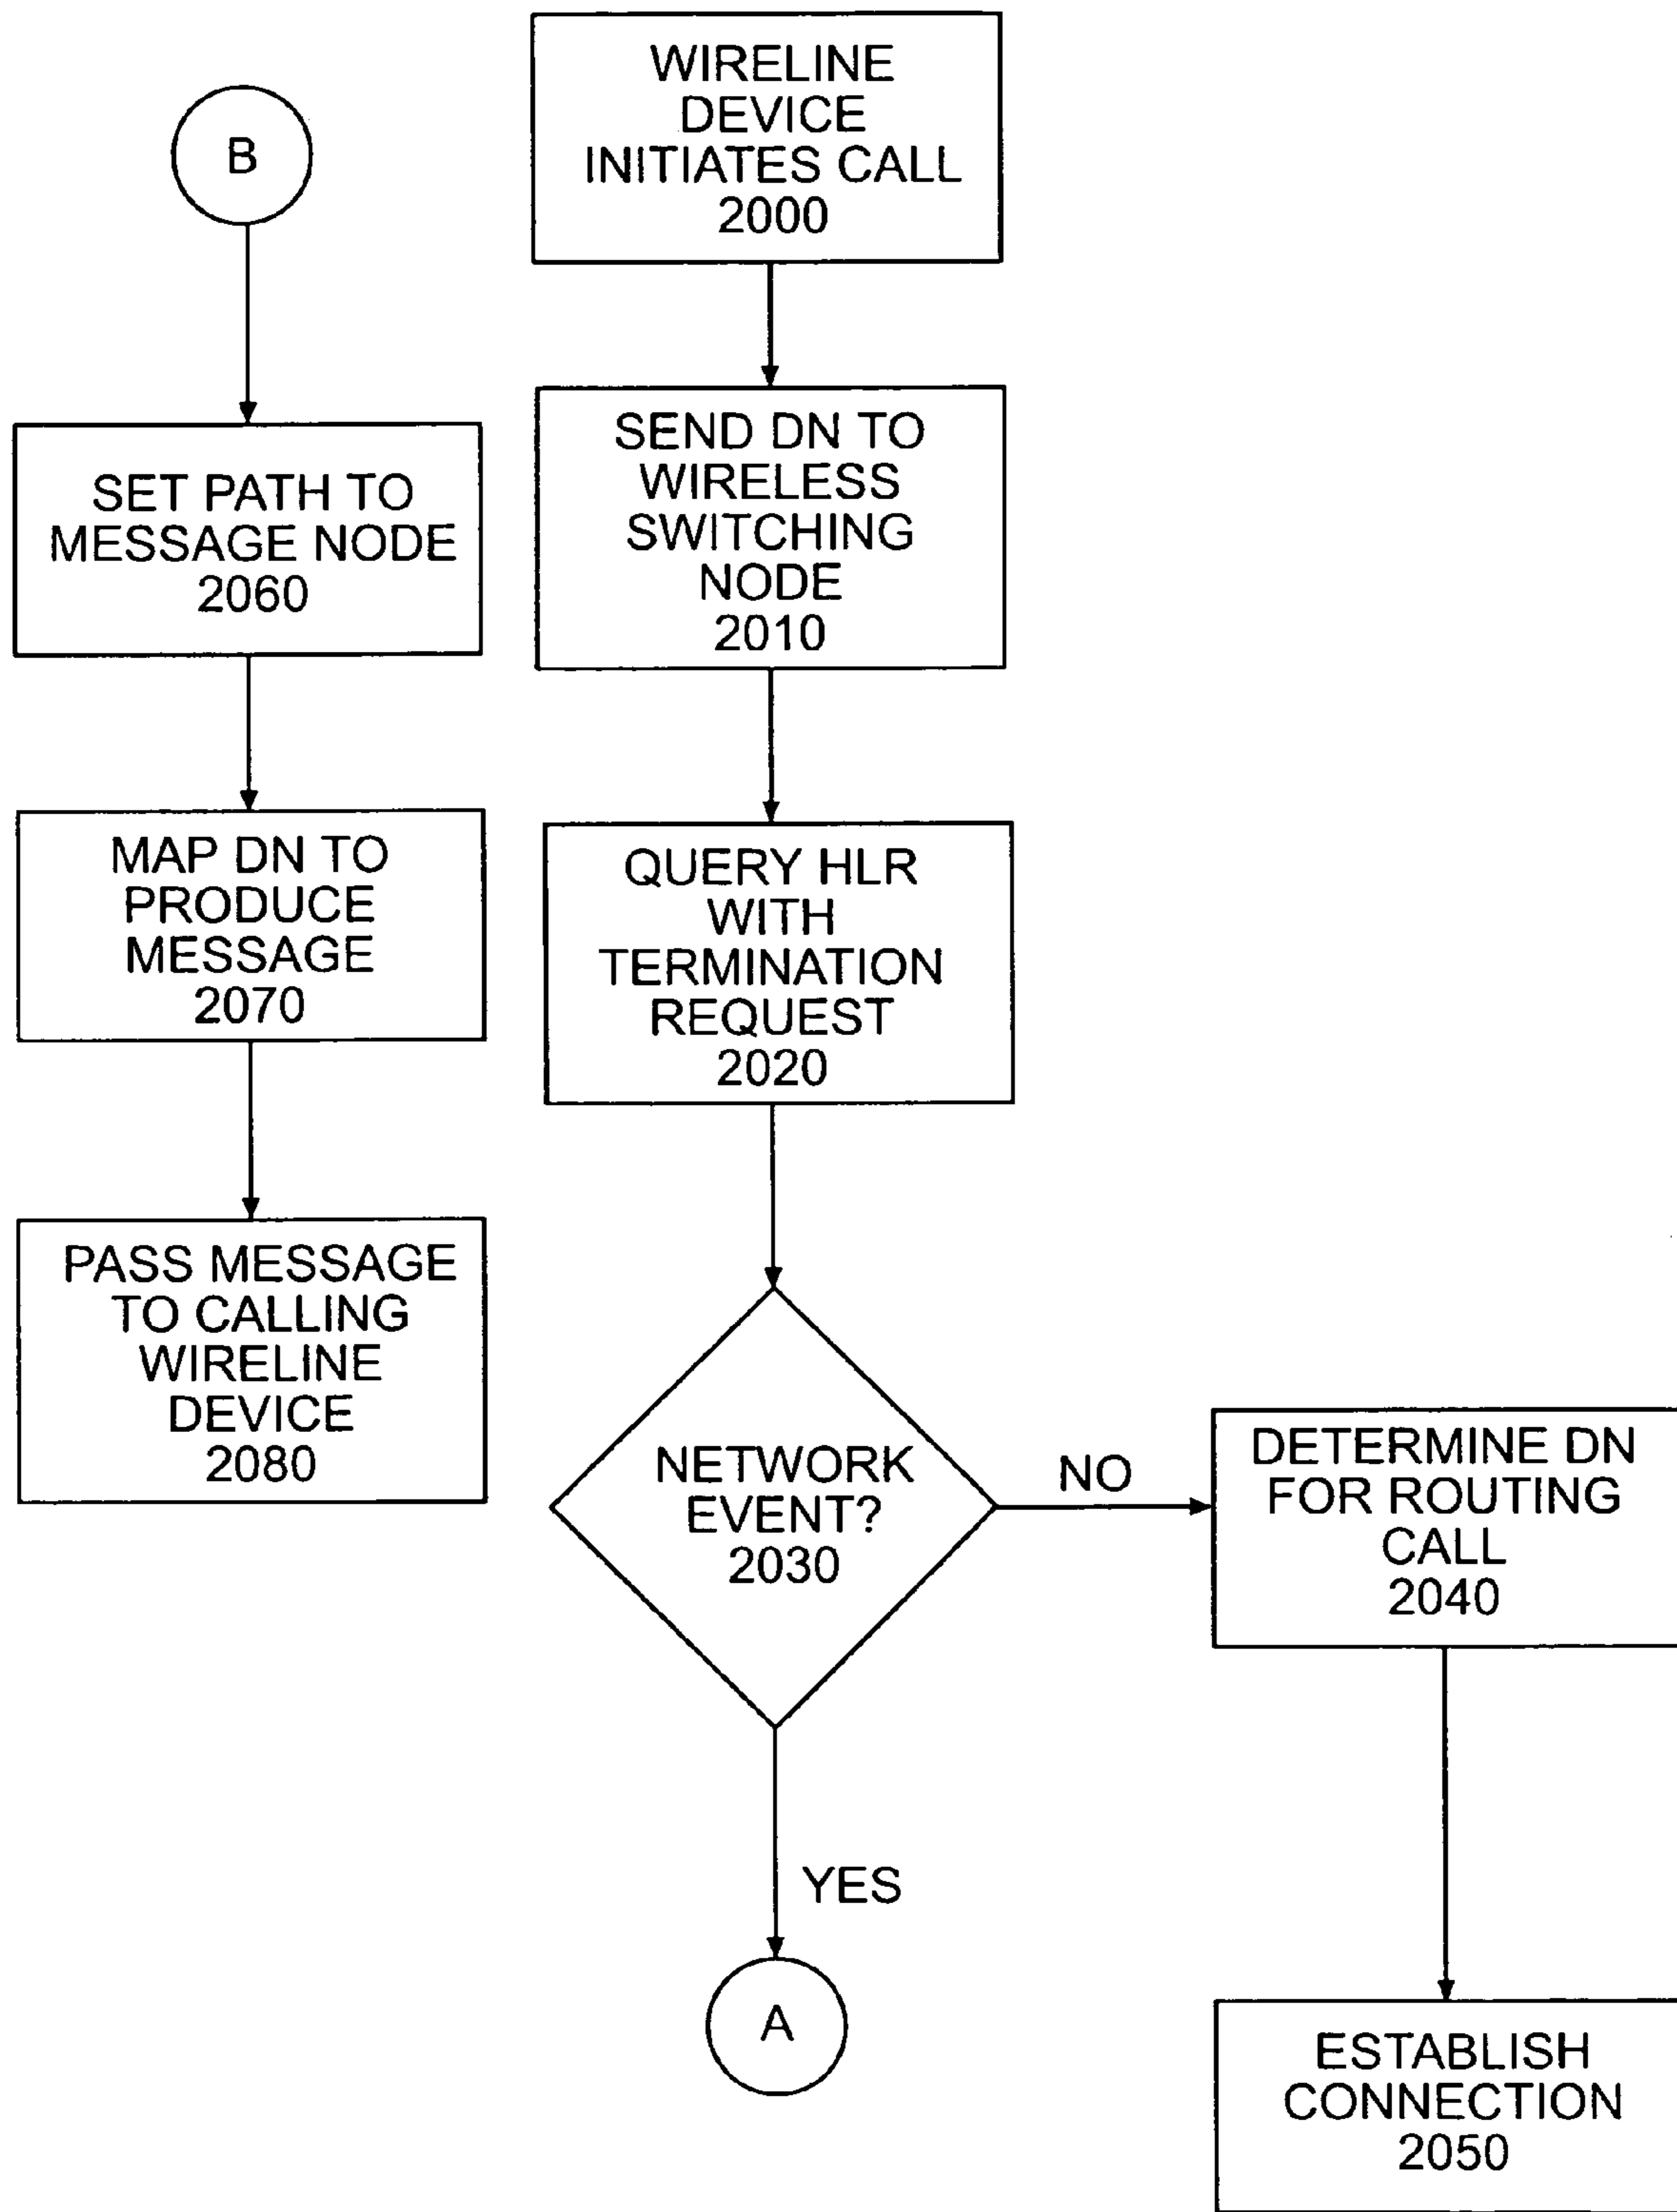 B
SET PATH TO
MESSAGE NODE
2060
MAP DN TO
PRODUCE
MESSAGE
2070
PASS MESSAGE
TO CALLING
WIRELINE
DEVICE
2080
WIRELINE
DEVICE
INITIATES CALL
2000
SEND DN TO
WIRELESS
SWITCHING
NODE
2010
QUERY HLR
WITH
TERMINATION
REQUEST
2020
NETWORK
EVENT?
2030
NO
YES
A
DETERMINE DN
FOR ROUTING
CALL
2040
ESTABLISH
CONNECTION
2050